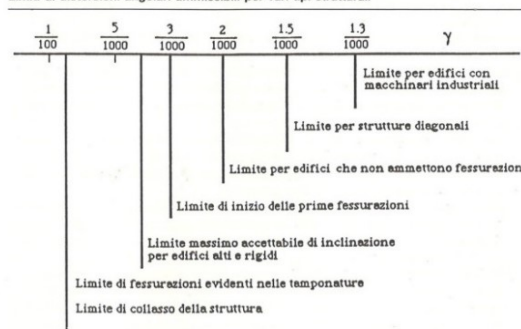 1/100 5/1000 3/1000 2/1000 1.5/1000 1.3/1000 γ
Limite per edifici con
macchinari industriali
Limite per strutture diagonali
Limite per edifici che non ammettono fessurazion
Limite di inizio delle prime fessurazioni
Limite massimo accettabile di inclinazione
per edifici alti e rigidi
Limite di fessurazioni evidenti nelle tamponature
Limite di collasso della struttura